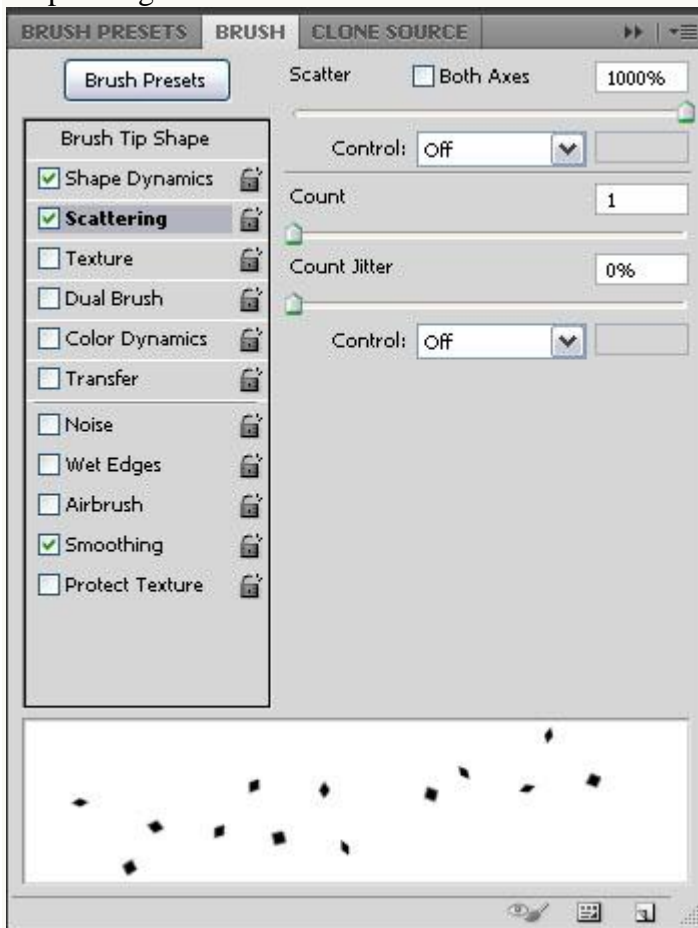 BRUSH PRESETS BRUSH CLONE SOURCE
Brush Presets
Brush Tip Shape
Shape Dynamics
Scattering
Texture
Dual Brush
Color Dynamics
Transfer
Noise
Wet Edges
Airbrush
Smoothing
Protect Texture
Scatter Both Axes 1000%
Control: Off
Count 1
Count Jitter 0%
Control: Off